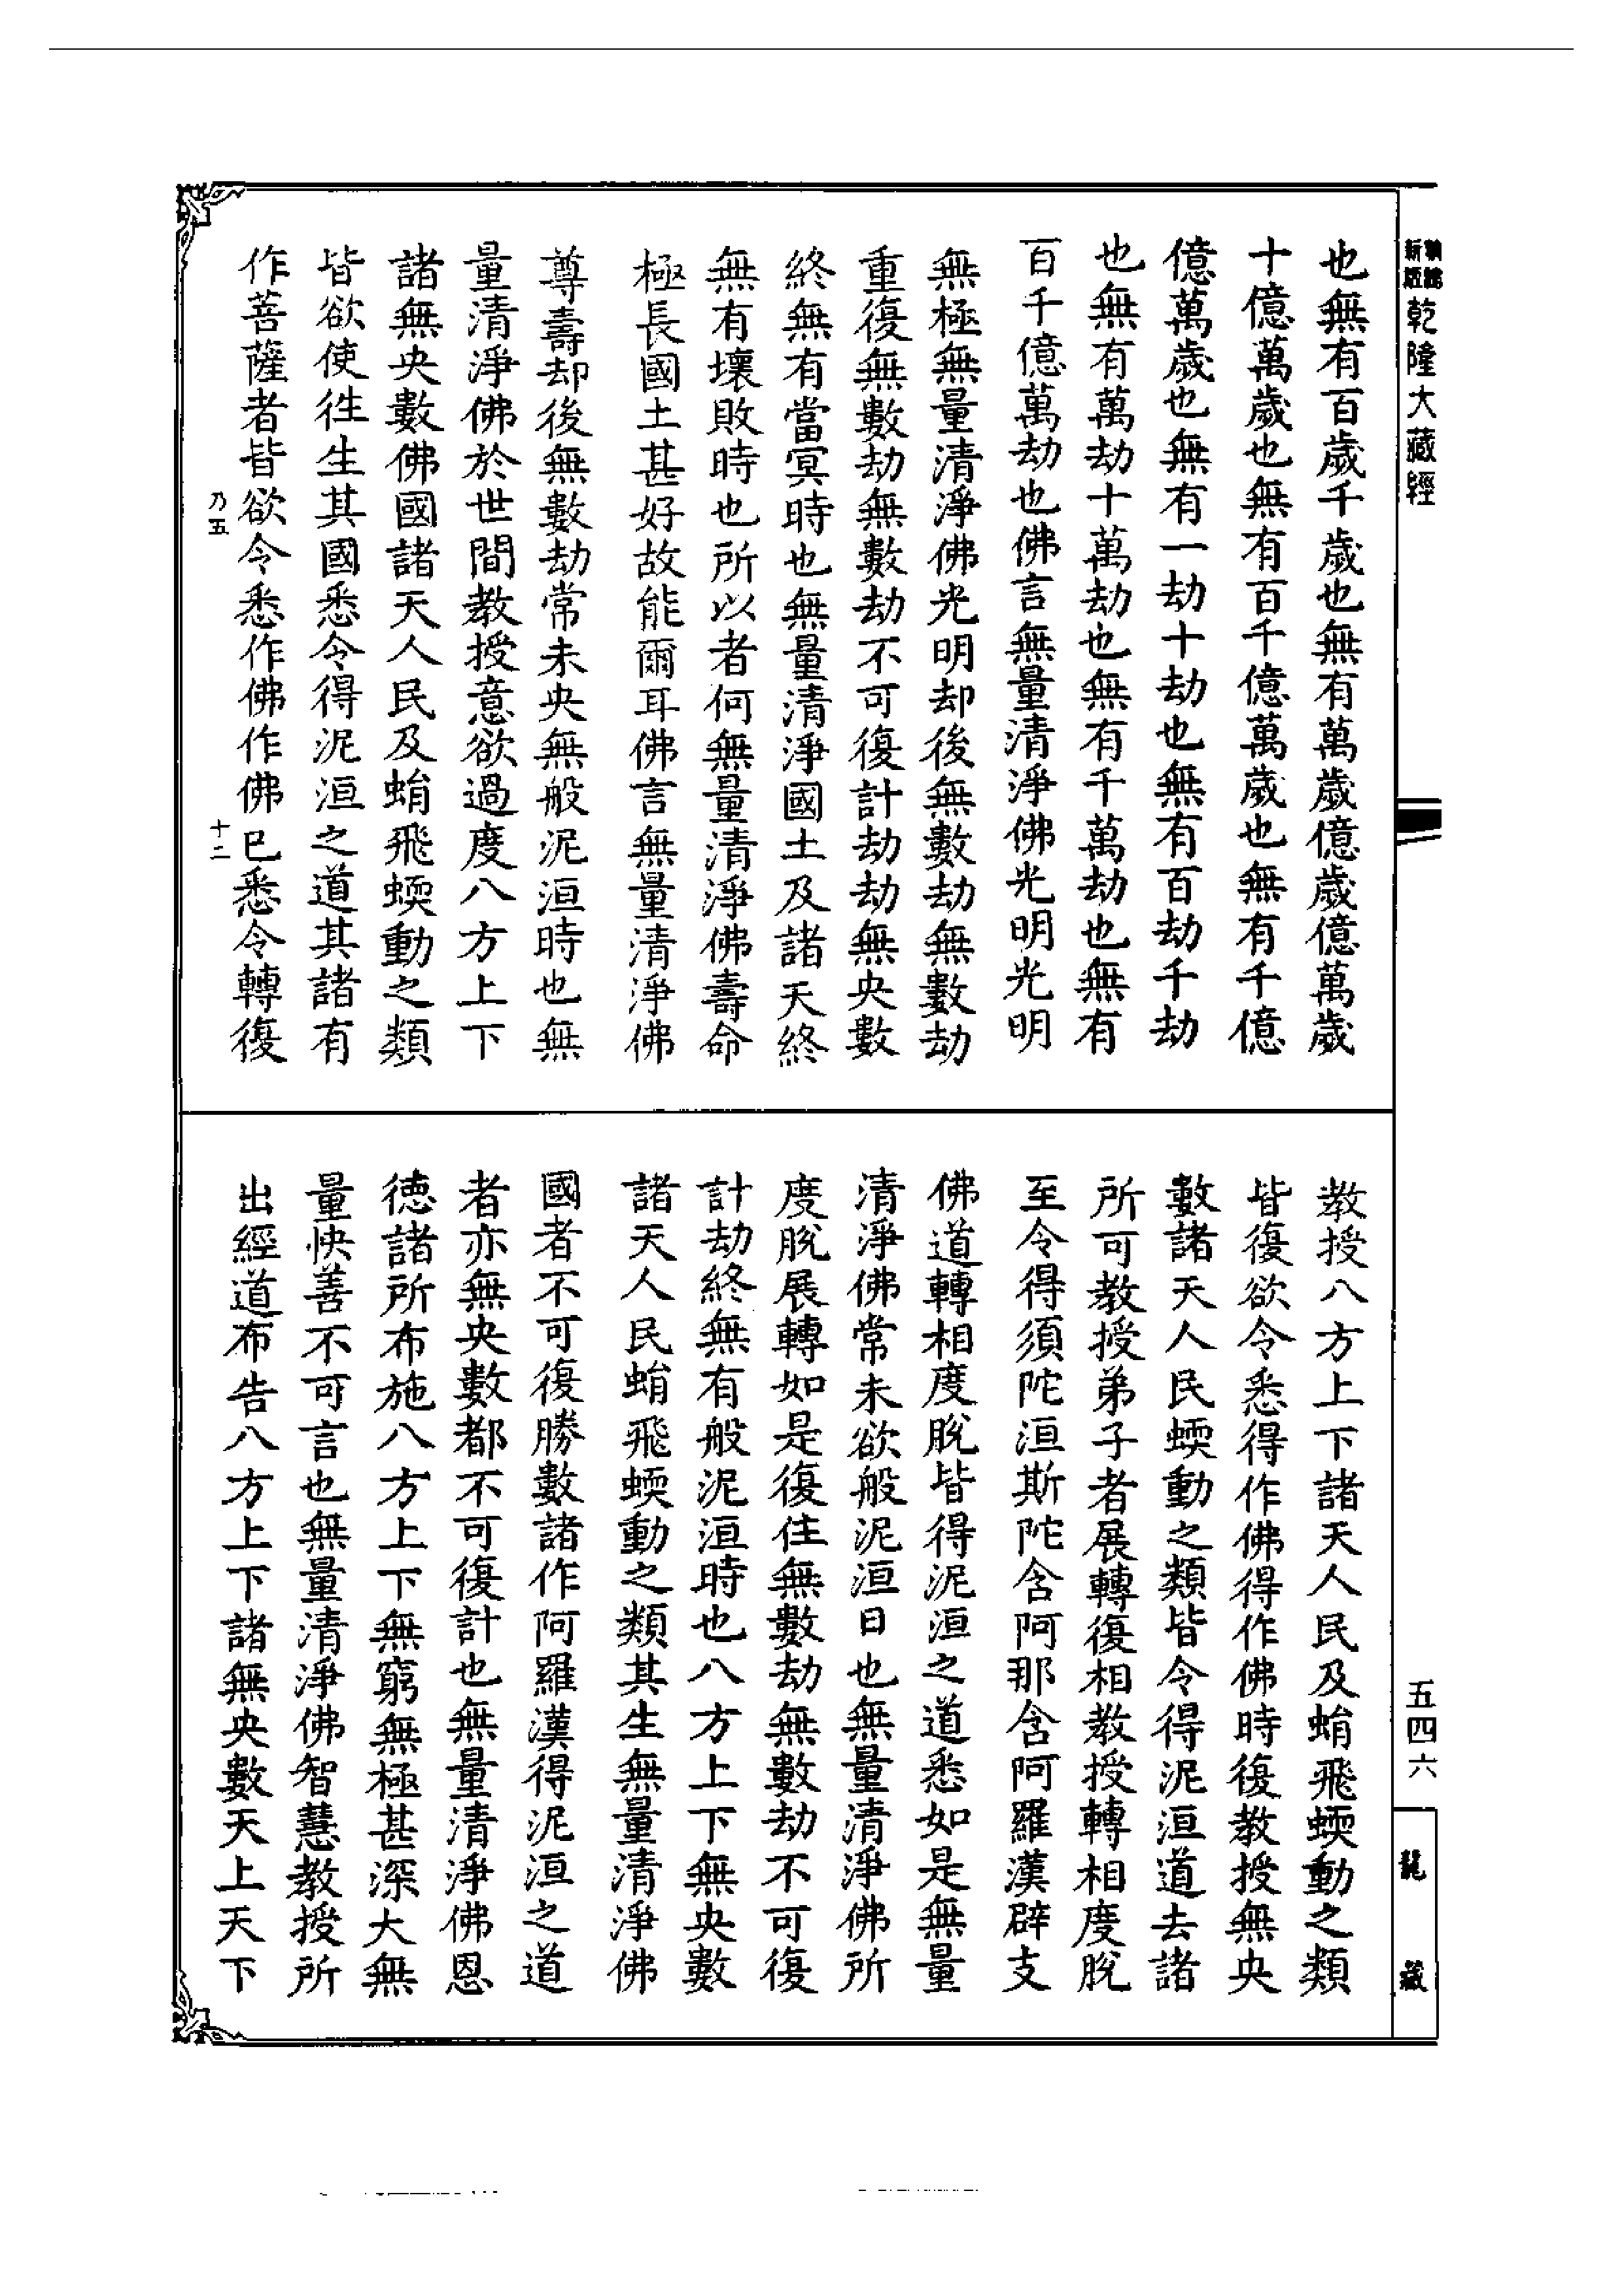 乾隆大藏經
也無有百歲千歲也無有萬歲億歲億萬歲
十億萬歲也無有百千億萬歲也無有千億
億萬歲也無有一劫十劫也無有百劫千劫
也無有萬劫十萬劫也無有千萬劫也無有
百千億萬劫也佛言無量清淨佛光明光明
無極無量清淨佛光明却後無數劫無數劫
重復無數劫無數劫不可復計劫劫無央數
終無有當冥時也無量清淨國土及諸天終
無有壞敗時也所以者何無量清淨佛壽命
極長國土甚好故能爾耳佛言無量清淨佛
尊壽却後無數劫常未央無般泥洹時也無
量清淨佛於世間教授意欲過度八方上下
諸無央數佛國諸天人民及蜎飛蝡動之類
皆欲使徃生其國悉令得泥洹之道其諸有
作菩薩者皆欲令悉作佛作佛已悉令轉復
乃五
十二
教授八方上下諸天人民及蜎飛蝡動之類
皆復欲令悉得作佛得作佛時復教授無央
數諸天人民蝡動之類皆令得泥洹道去諸
所可教授弟子者展轉復相教授轉相度脫
至令得須陀洹斯陀含阿那含阿羅漢辟支
佛道轉相度脫皆得泥洹之道悉如是無量
清淨佛常未欲般泥洹日也無量清淨佛所
度脫展轉如是復住無數劫無數劫不可復
計劫終無有般泥洹時也八方上下無央數
諸天人民蜎飛蝡動之類其生無量清淨佛
國者不可復勝數諸作阿羅漢得泥洹之道
者亦無央數都不可復計也無量清淨佛恩
德諸所布施八方上下無窮無極甚深大無
量快善不可言也無量清淨佛智慧教授所
出經道布告八方上下諸無央數天上天下
五四六
龍藏